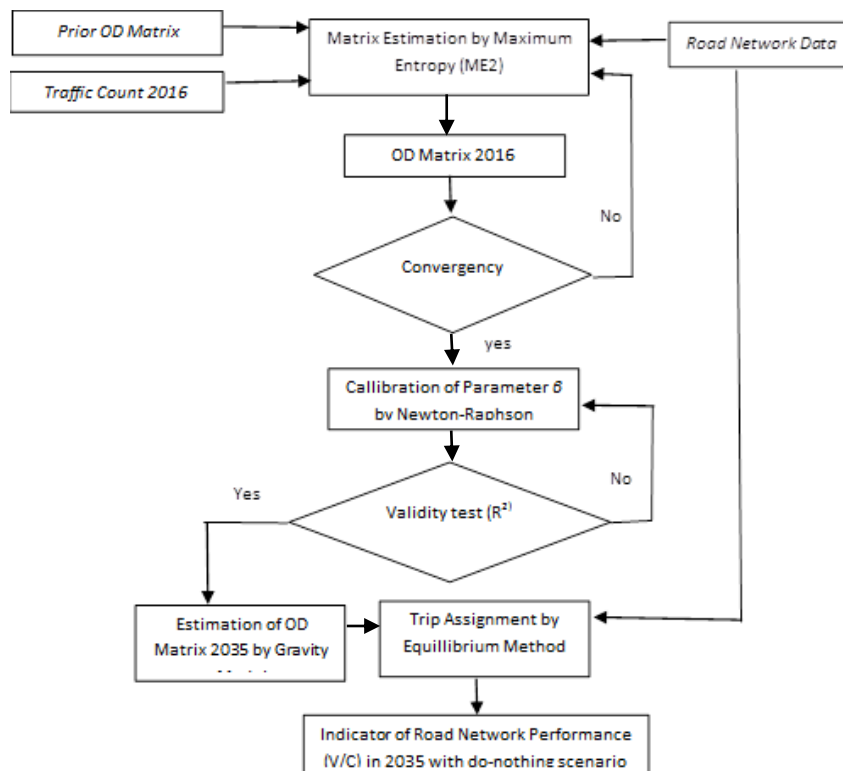 Prior OD Matrix
Matrix Estimation by Maximum
Entropy (ME2)
Road Network Data
Traffic Count 2016
OD Matrix 2016
No
Convergency
yes
Callibration of Parameter β
by Newton-Raphson
No
Yes
Validity test (R²)
Estimation of OD
Matrix 2035 by Gravity
Trip Assignment by
Equillibrium Method
Indicator of Road Network Performance
(V/C) in 2035 with do-nothing scenario